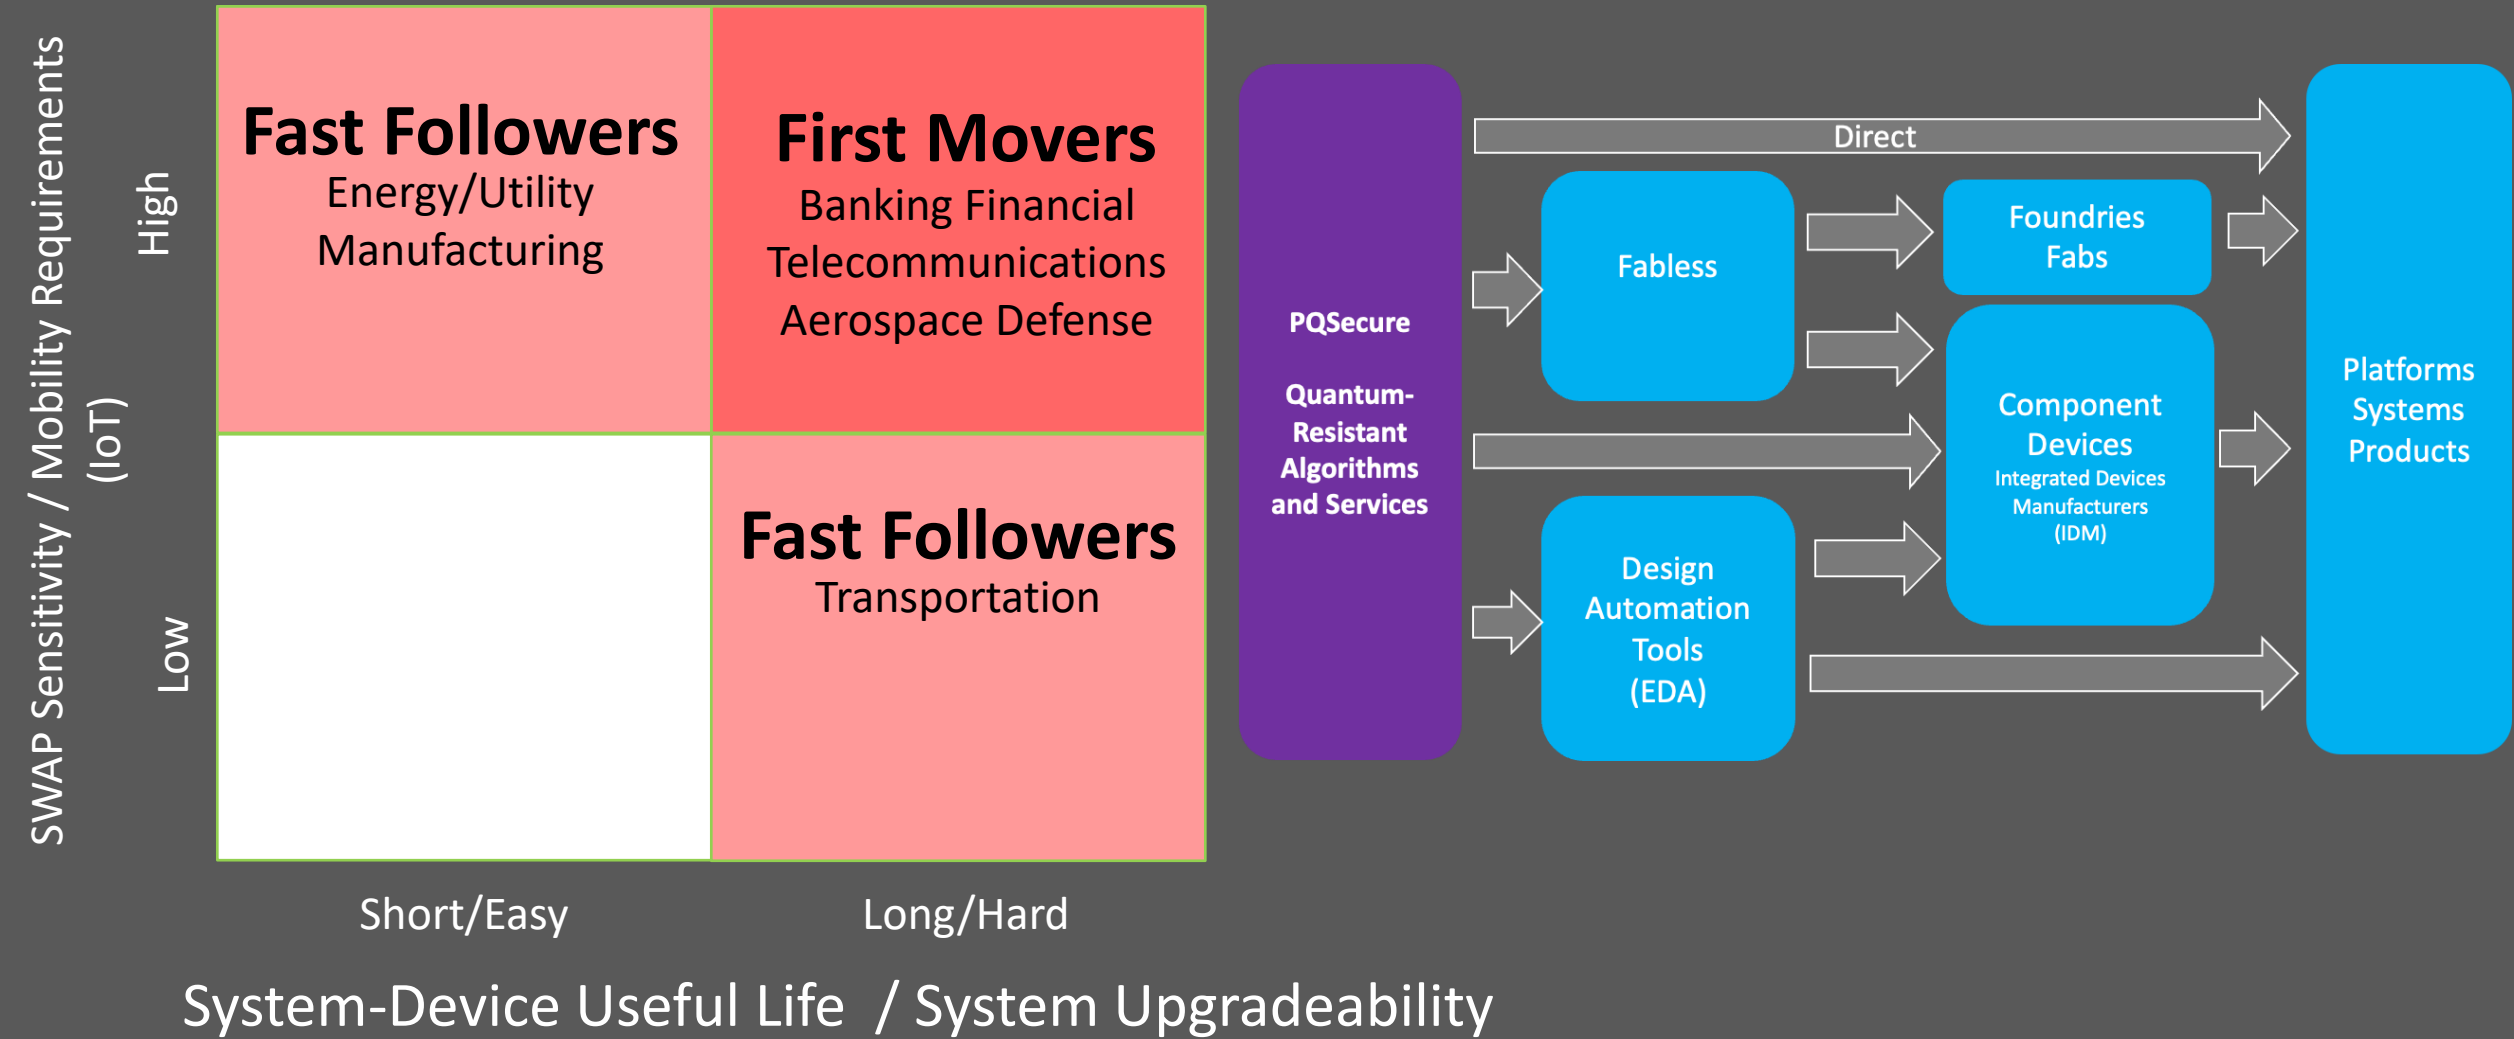 SWAP Sensitivity / Mobility Requirements
(IoT)
High
Low
Fast Followers
Energy/Utility
Manufacturing
First Movers
Banking Financial
Telecommunications
Aerospace Defense
Fast Followers
Transportation
Short/Easy
Long/Hard
System-Device Useful Life / System Upgradeability
PQSecure
Quantum-
Resistant
Algorithms
and Services
Direct
Fabless
Foundries
Fabs
Component
Devices
Integrated Devices
Manufacturers
(IDM)
Design
Automation
Tools
(EDA)
Platforms
Systems
Products